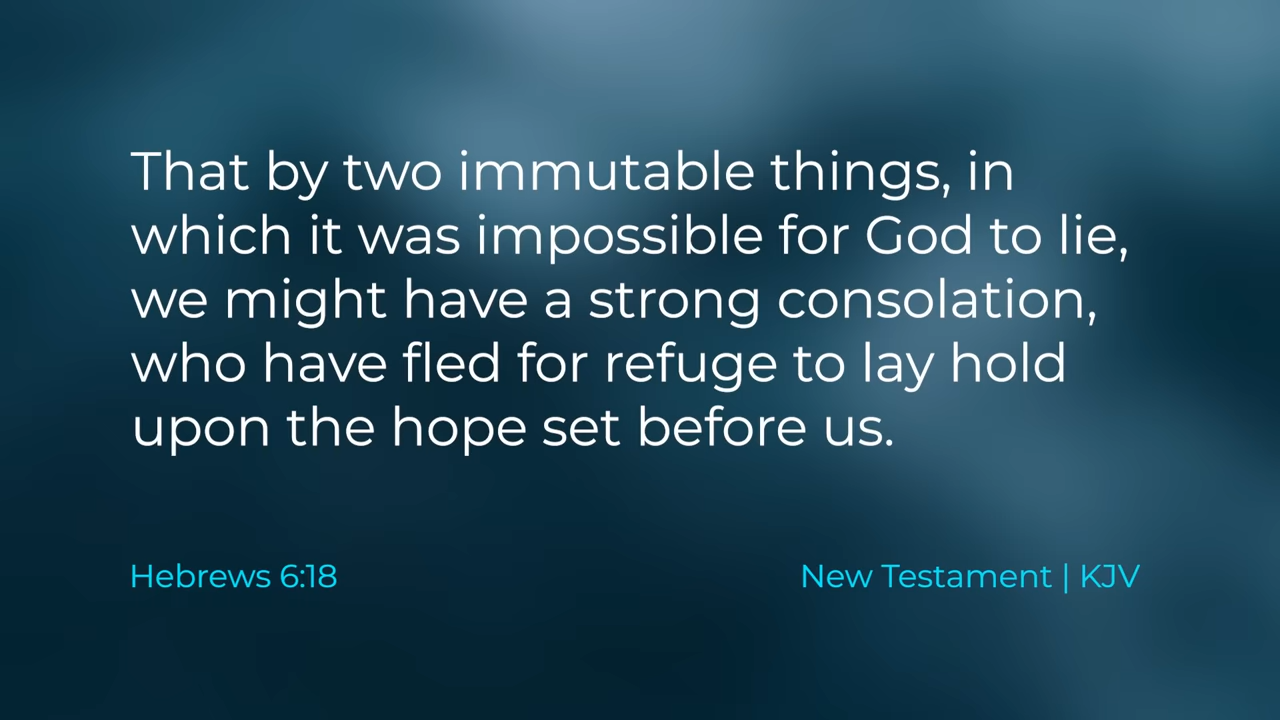 That by two immutable things, in
which it was impossible for God to lie,
we might have a strong consolation,
who have fled for refuge to lay hold
upon the hope set before us.
Hebrews 6:18
New Testament | KJV